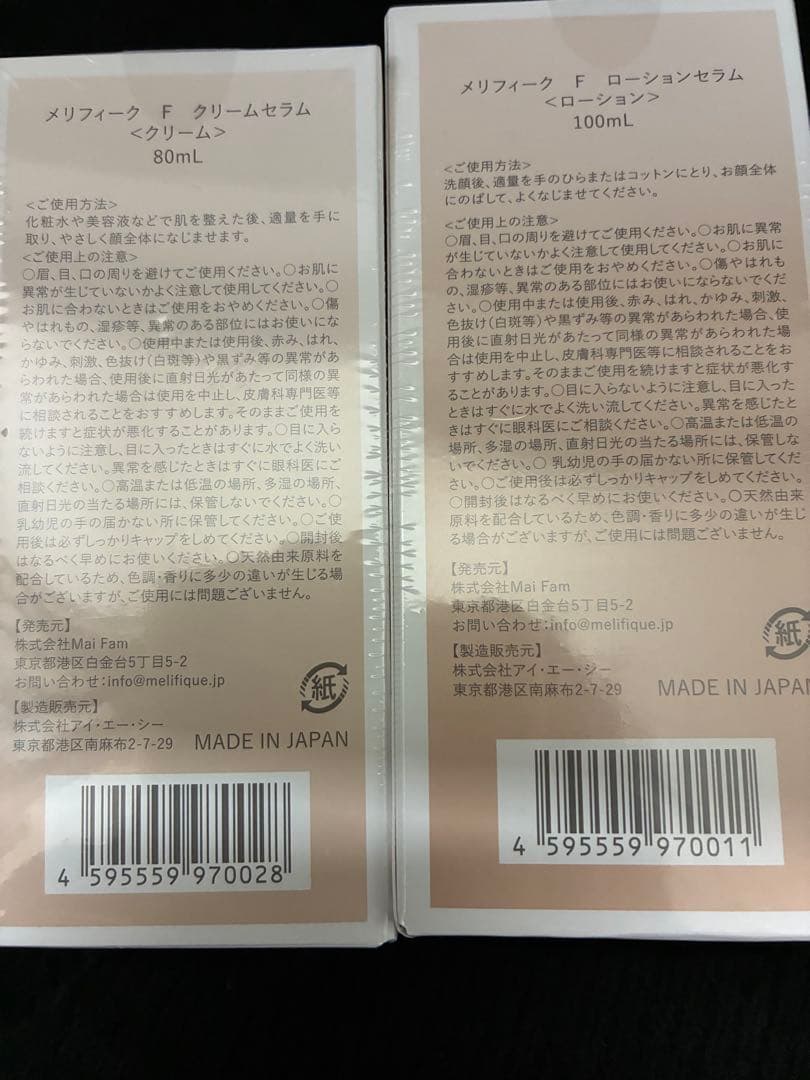 メリフィーク　F　クリームセラム
<クリーム>
80mL
<ご使用方法>
化粧水や美容液などで肌を整えた後、適量を手に
取り、やさしく顔全体になじませます。
<ご使用上の注意>
○眉、目、口の周りを避けてご使用ください。○お肌に
異常が生じていないかよく注意して使用してください。○
お肌に合わないときはご使用をおやめください。○傷
やはれもの、湿疹等、異常のある部位にはお使いにな
らないでください。○使用中または使用後、赤み、はれ、
かゆみ、刺激、色抜け(白斑等)や黒ずみ等の異常があ
らわれた場合、使用後に直射日光があたって同様の異
常があらわれた場合は使用を中止し、皮膚科専門医等
に相談されることをおすすめします。そのままご使用を
続けますと症状が悪化することがあります。○目に入ら
ないように注意し、目に入ったときはすぐに水でよく洗い
流してください。異常を感じたときはすぐに眼科医にご
相談ください。○高温または低温の場所、多湿の場所、
直射日光の当たる場所には、保管しないでください。○
乳幼児の手の届かない所に保管してください。○ご使
用後は必ずしっかりキャップをしめてください。○開封後
はなるべく早めにお使いください。○天然由来原料を
配合しているため、色調・香りに多少の違いが生じる場
合がございますが、ご使用には問題ございません。
【発売元】
株式会社Mai Fam
東京都港区白金台5丁目5-2
お問い合わせ:info@melifique.jp
【製造販売元】
株式会社アイ・エー・シー
東京都港区南麻布2-7-29
紙
MADE IN JAPAN
4 595559 970028
メリフィーク　F　ローションセラム
<ローション>
100mL
<ご使用方法>
洗顔後、適量を手のひらまたはコットンにとり、お顔全体
にのばして、よくなじませてください。
<ご使用上の注意>
○眉、目、口の周りを避けてご使用ください。○お肌に異常
が生じていないかよく注意して使用してください。○お肌に
合わないときはご使用をおやめください。○傷やはれも
の、湿疹等、異常のある部位にはお使いにならないでくだ
さい。○使用中または使用後、赤み、はれ、かゆみ、刺激、
色抜け(白斑等)や黒ずみ等の異常があらわれた場合、使
用後に直射日光があたって同様の異常があらわれた場合
は使用を中止し、皮膚科専門医等に相談されることをおす
すめします。そのままご使用を続けますと症状が悪化する
ことがあります。○目に入らないように注意し、目に入った
ときはすぐに水でよく洗い流してください。異常を感じたと
きはすぐに眼科医にご相談ください。○高温または低温の
場所、多湿の場所、直射日光の当たる場所には、保管しな
いでください。○ 乳幼児の手の届かない所に保管してくだ
さい。○ご使用後は必ずしっかりキャップをしめてください。
○開封後はなるべく早めにお使いください。○天然由来
原料を配合しているため、色調・香りに多少の違いが生じ
る場合がございますが、ご使用には問題ございません。
【発売元】
株式会社Mai Fam
東京都港区白金台5丁目5-2
お問い合わせ:info@melifique.jp
【製造販売元】
株式会社アイ・エー・シー
東京都港区南麻布2-7-29
紙
MADE IN JAPAN
4 595559 970011